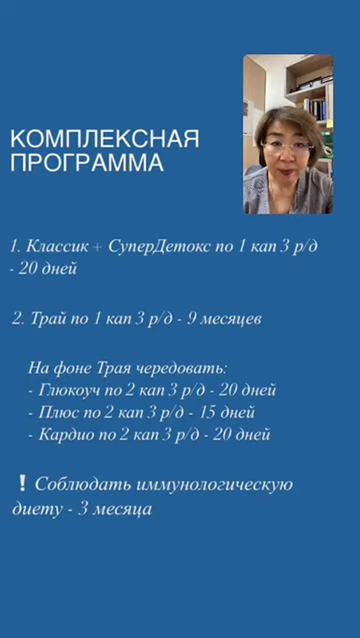 КОМПЛЕКСНАЯ
ПРОГРАММА
1. Классик + СуперДетокс по 1 кап 3 р/д
- 20 дней
2. Трай по 1 кап 3 р/д - 9 месяцев
На фоне Трая чередовать:
- Глюкоуч по 2 кап 3 р/д - 20 дней
- Плюс по 2 кап 3 р/д - 15 дней
- Кардио по 2 кап 3 р/д - 20 дней
❗ Соблюдать иммунологическую
диету - 3 месяца